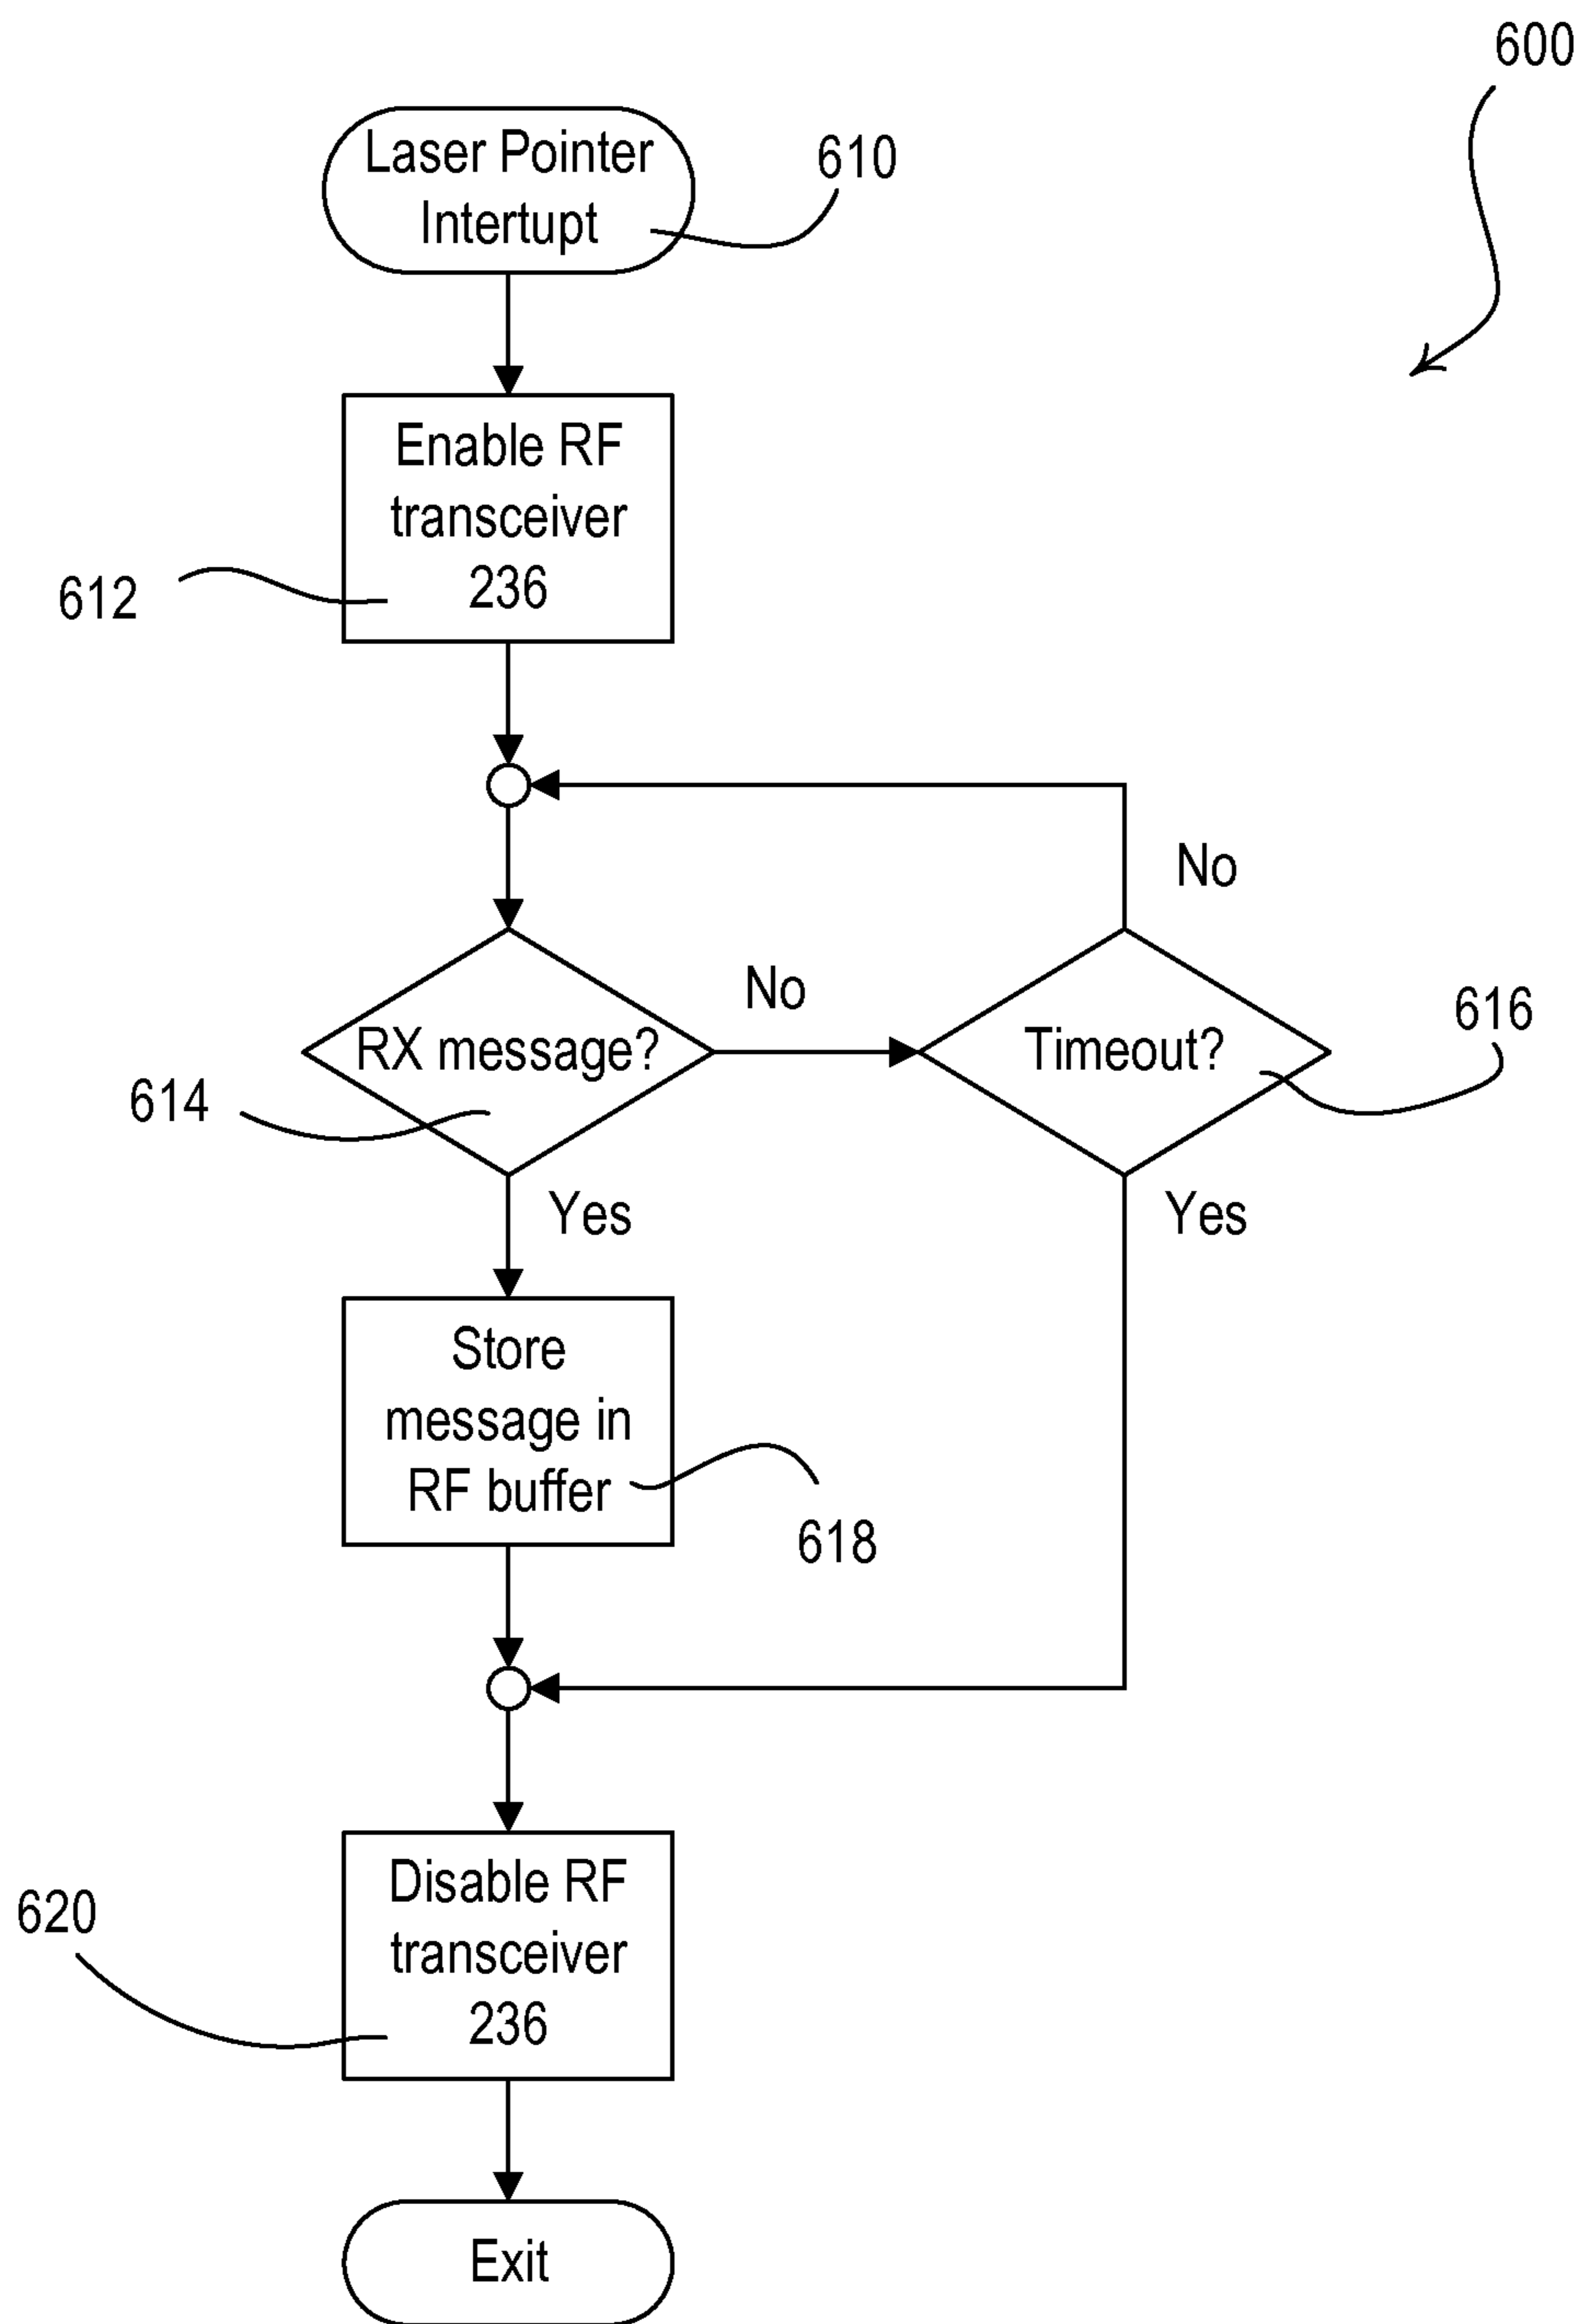 600
Laser Pointer
Intertupt
610
Enable RF
transceiver
236
612
No
RX message?
No
Timeout?
616
614
Yes
Yes
Store
message in
RF buffer
618
Disable RF
transceiver
236
620
Exit